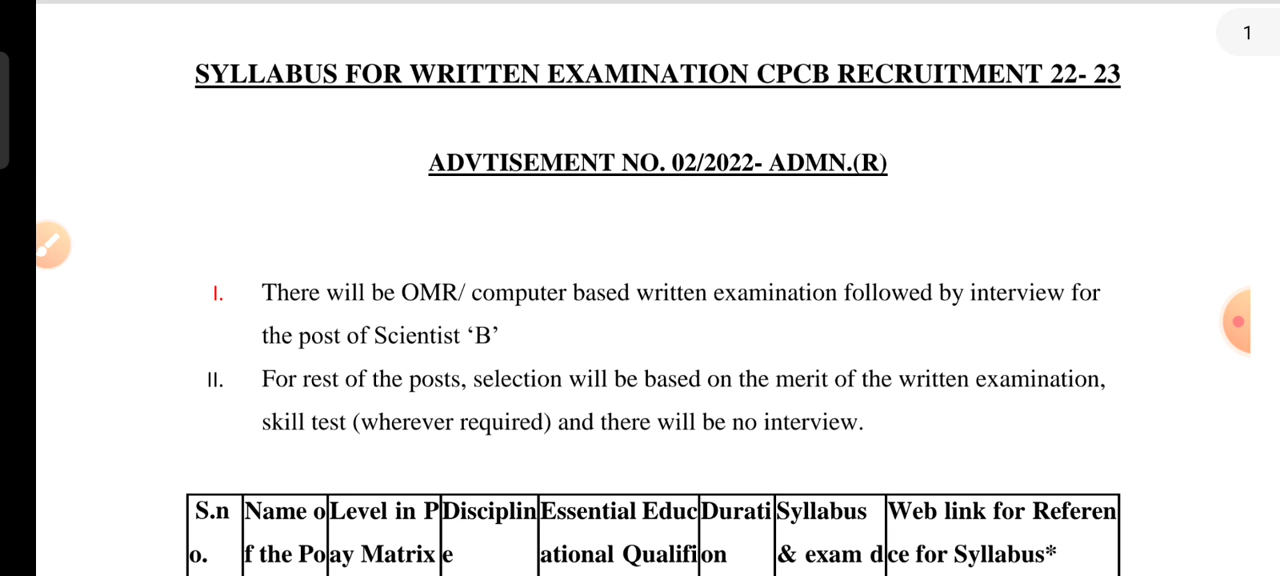 1
SYLLABUS FOR WRITTEN EXAMINATION CPCB RECRUITMENT 22- 23
ADVTISEMENT NO. 02/2022- ADMN.(R)
I. There will be OMR/ computer based written examination followed by interview for
the post of Scientist ‘B’
II. For rest of the posts, selection will be based on the merit of the written examination,
skill test (wherever required) and there will be no interview.
S.n Name o Level in P Disciplin Essential Educ Durati Syllabus Web link for Referen
o. f the Po ay Matrix e ational Qualifi on & exam d ce for Syllabus*